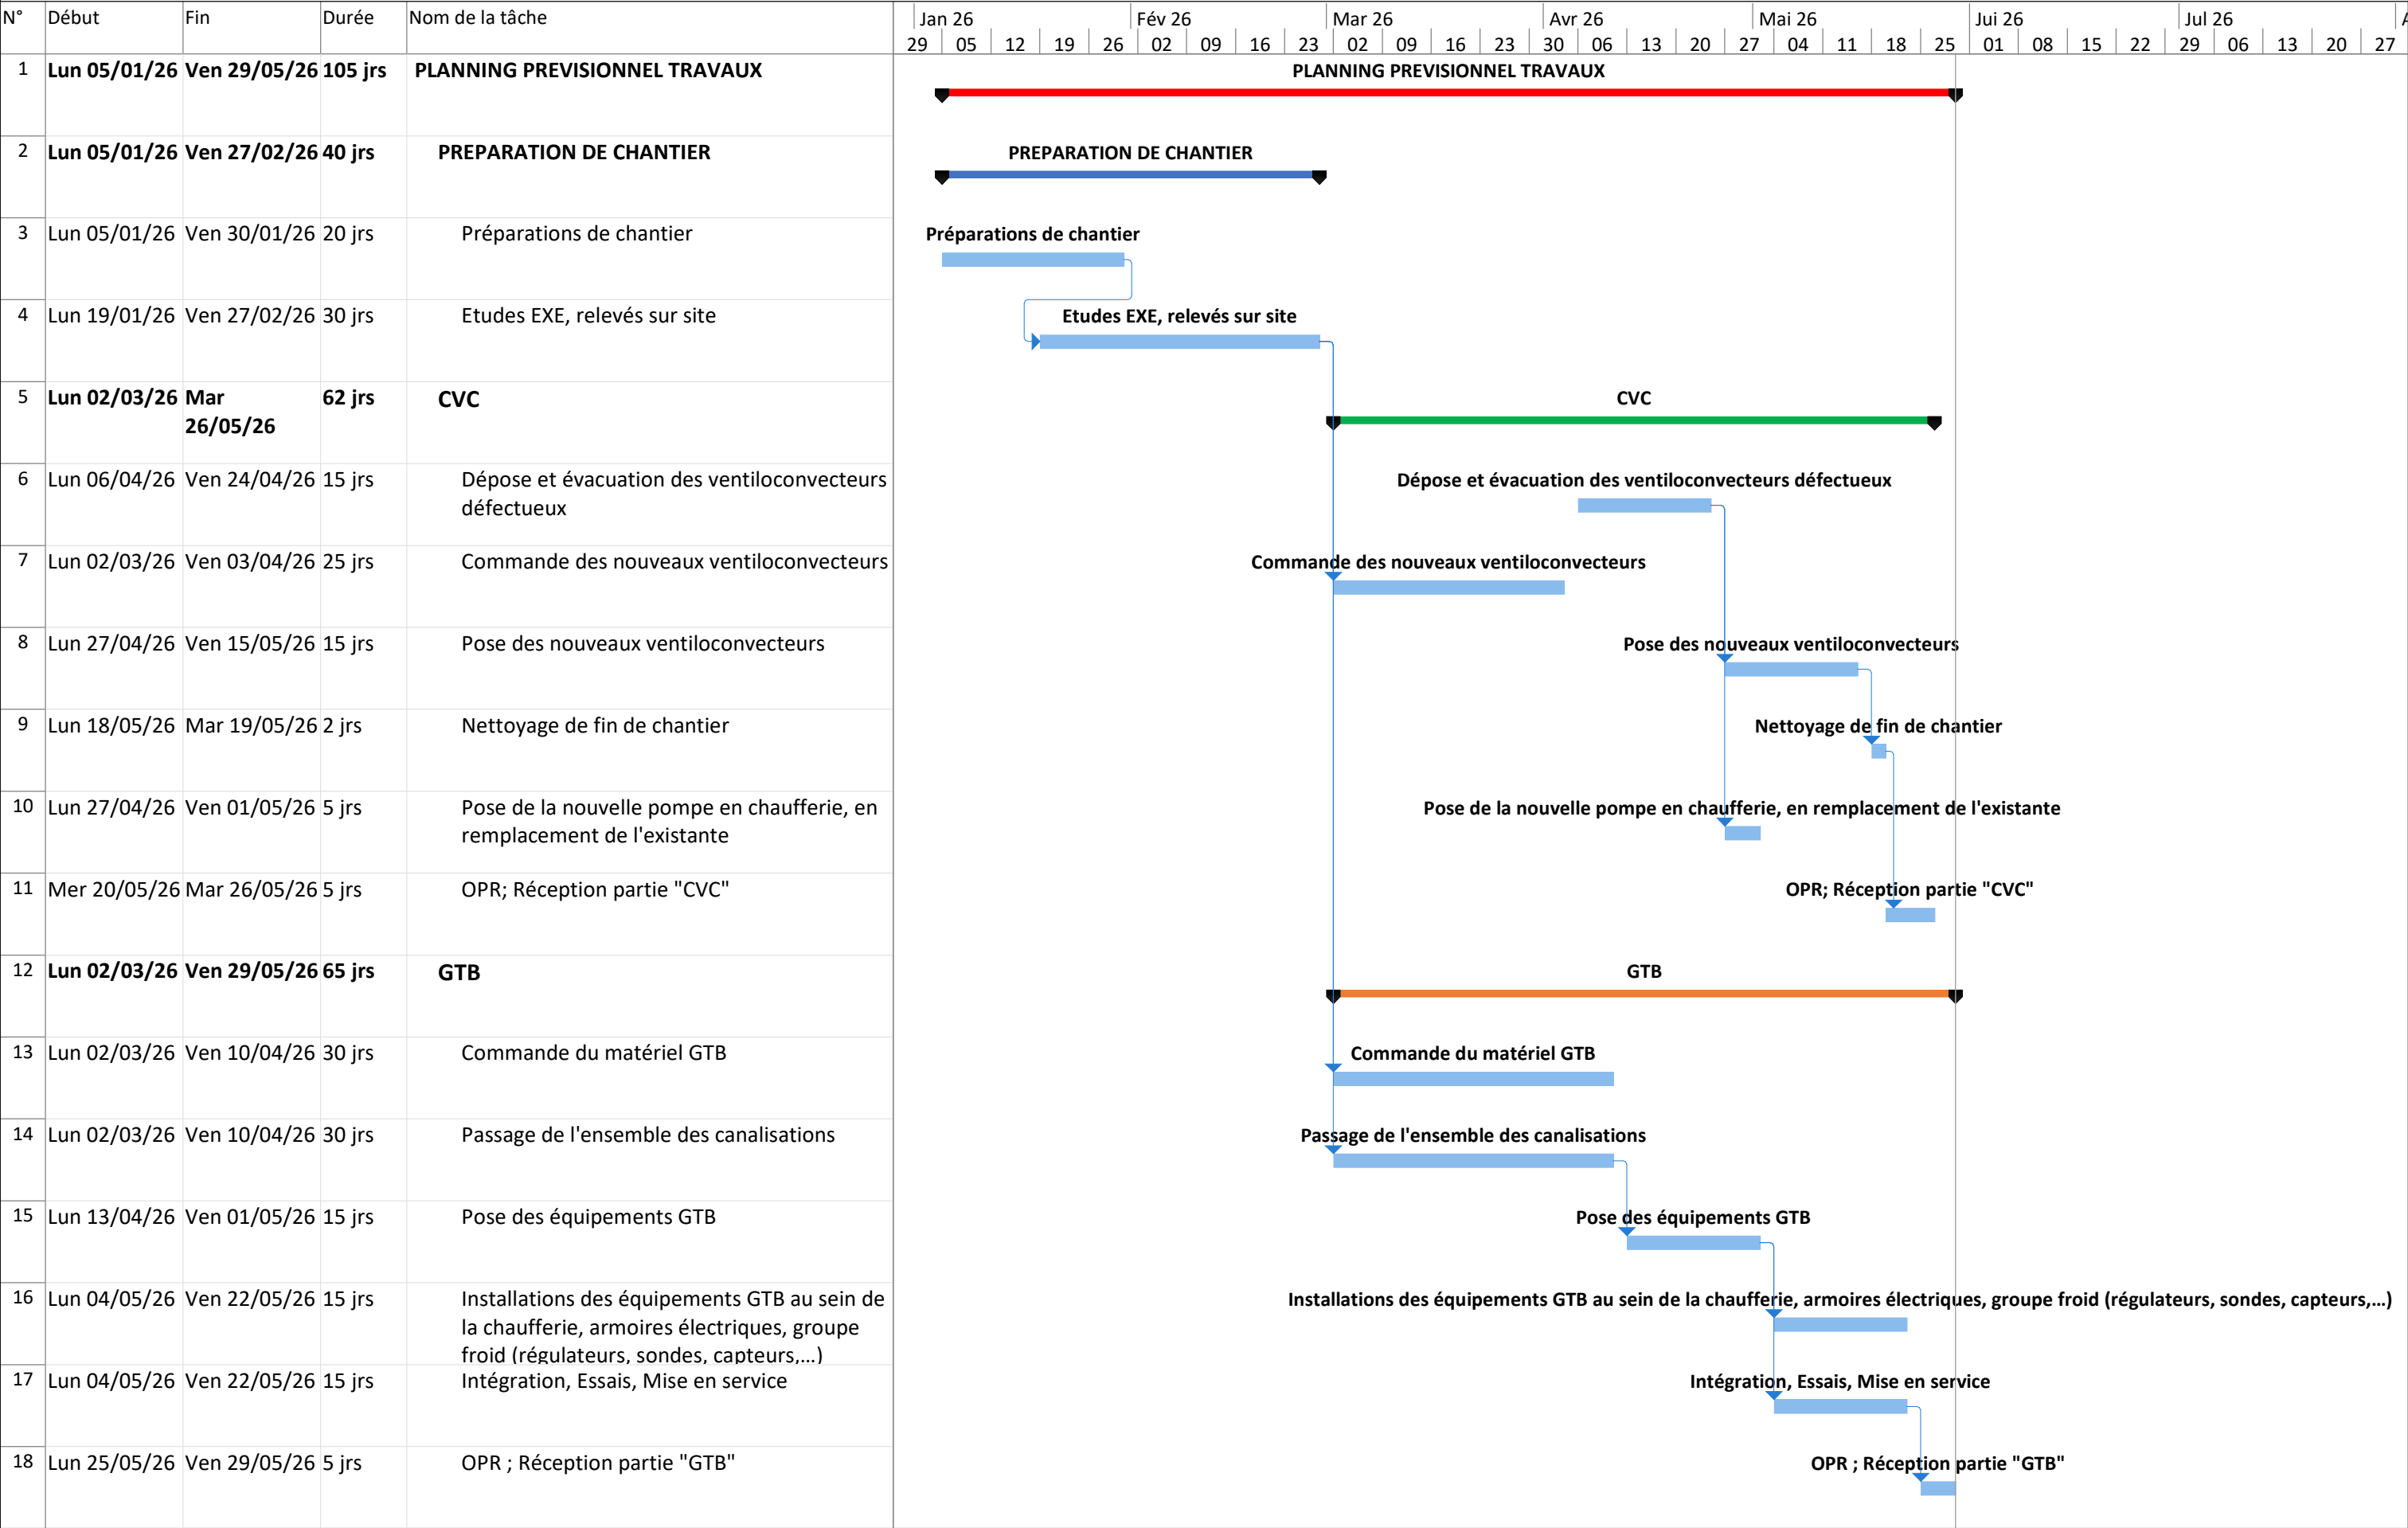 N° Début Fin Durée Nom de la tâche Jan 26 Fév 26 Mar 26 Avr 26 Mai 26 Jui 26 Jul 26 A
29 05 12 19 26 02 09 16 23 02 09 16 23 30 06 13 20 27 04 11 18 25 01 08 15 22 29 06 13 20 27
1 Lun 05/01/26 Ven 29/05/26 105 jrs PLANNING PREVISIONNEL TRAVAUX PLANNING PREVISIONNEL TRAVAUX
2 Lun 05/01/26 Ven 27/02/26 40 jrs PREPARATION DE CHANTIER PREPARATION DE CHANTIER
3 Lun 05/01/26 Ven 30/01/26 20 jrs Préparations de chantier Préparations de chantier
4 Lun 19/01/26 Ven 27/02/26 30 jrs Etudes EXE, relevés sur site Etudes EXE, relevés sur site
5 Lun 02/03/26 Mar 62 jrs CVC CVC
26/05/26
6 Lun 06/04/26 Ven 24/04/26 15 jrs Dépose et évacuation des ventiloconvecteurs Dépose et évacuation des ventiloconvecteurs défectueux
défectueux
7 Lun 02/03/26 Ven 03/04/26 25 jrs Commande des nouveaux ventiloconvecteurs Commande des nouveaux ventiloconvecteurs
8 Lun 27/04/26 Ven 15/05/26 15 jrs Pose des nouveaux ventiloconvecteurs Pose des nouveaux ventiloconvecteurs
9 Lun 18/05/26 Mar 19/05/26 2 jrs Nettoyage de fin de chantier Nettoyage de fin de chantier
10 Lun 27/04/26 Ven 01/05/26 5 jrs Pose de la nouvelle pompe en chaufferie, en Pose de la nouvelle pompe en chaufferie, en remplacement de l'existante
remplacement de l'existante
11 Mer 20/05/26 Mar 26/05/26 5 jrs OPR; Réception partie "CVC" OPR; Réception partie "CVC"
12 Lun 02/03/26 Ven 29/05/26 65 jrs GTB GTB
13 Lun 02/03/26 Ven 10/04/26 30 jrs Commande du matériel GTB Commande du matériel GTB
14 Lun 02/03/26 Ven 10/04/26 30 jrs Passage de l'ensemble des canalisations Passage de l'ensemble des canalisations
15 Lun 13/04/26 Ven 01/05/26 15 jrs Pose des équipements GTB Pose des équipements GTB
16 Lun 04/05/26 Ven 22/05/26 15 jrs Installations des équipements GTB au sein de Installations des équipements GTB au sein de la chaufferie, armoires électriques, groupe froid (régulateurs, sondes, capteurs,...)
la chaufferie, armoires électriques, groupe
froid (régulateurs, sondes, capteurs,...)
17 Lun 04/05/26 Ven 22/05/26 15 jrs Intégration, Essais, Mise en service Intégration, Essais, Mise en service
18 Lun 25/05/26 Ven 29/05/26 5 jrs OPR ; Réception partie "GTB" OPR ; Réception partie "GTB"